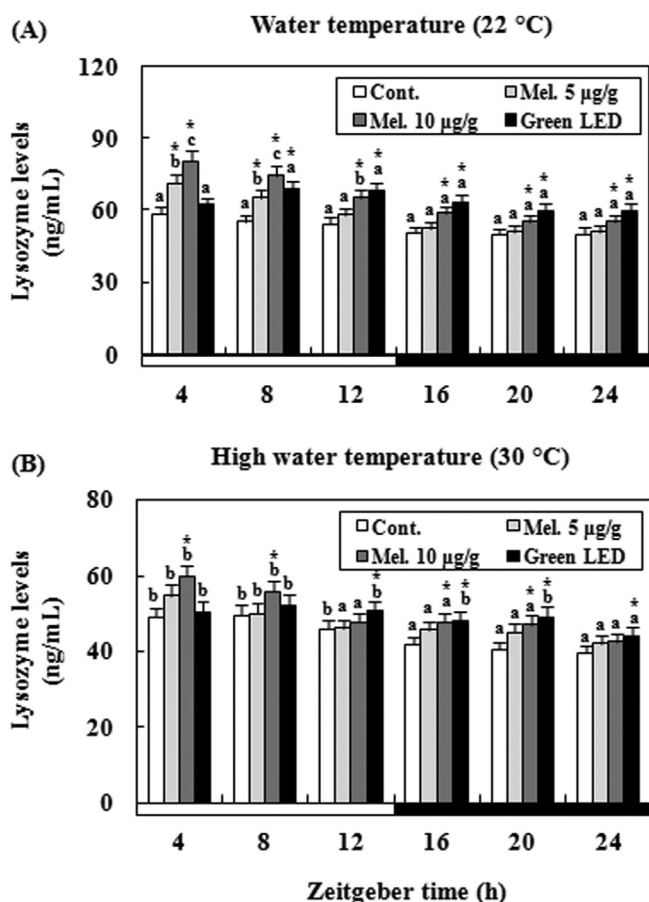 (A)
Water temperature (22 °C)
120
90
60
30
0
Lysozyme levels
(ng/mL)
Cont.
Mel. 5 µg/g
Mel. 10 µg/g
Green LED
a * b * c a
a * b * c * a
a a * b * a
a a * a * a
a a * a * a
a a * a * a
4 8 12 16 20 24
(B)
High water temperature (30 °C)
80
60
40
20
0
Lysozyme levels
(ng/mL)
Cont.
Mel. 5 µg/g
Mel. 10 µg/g
Green LED
b b * b b
b b * b b
b a a * b
a a * a * b
a a * a * b
a a a * a
4 8 12 16 20 24
Zeitgeber time (h)